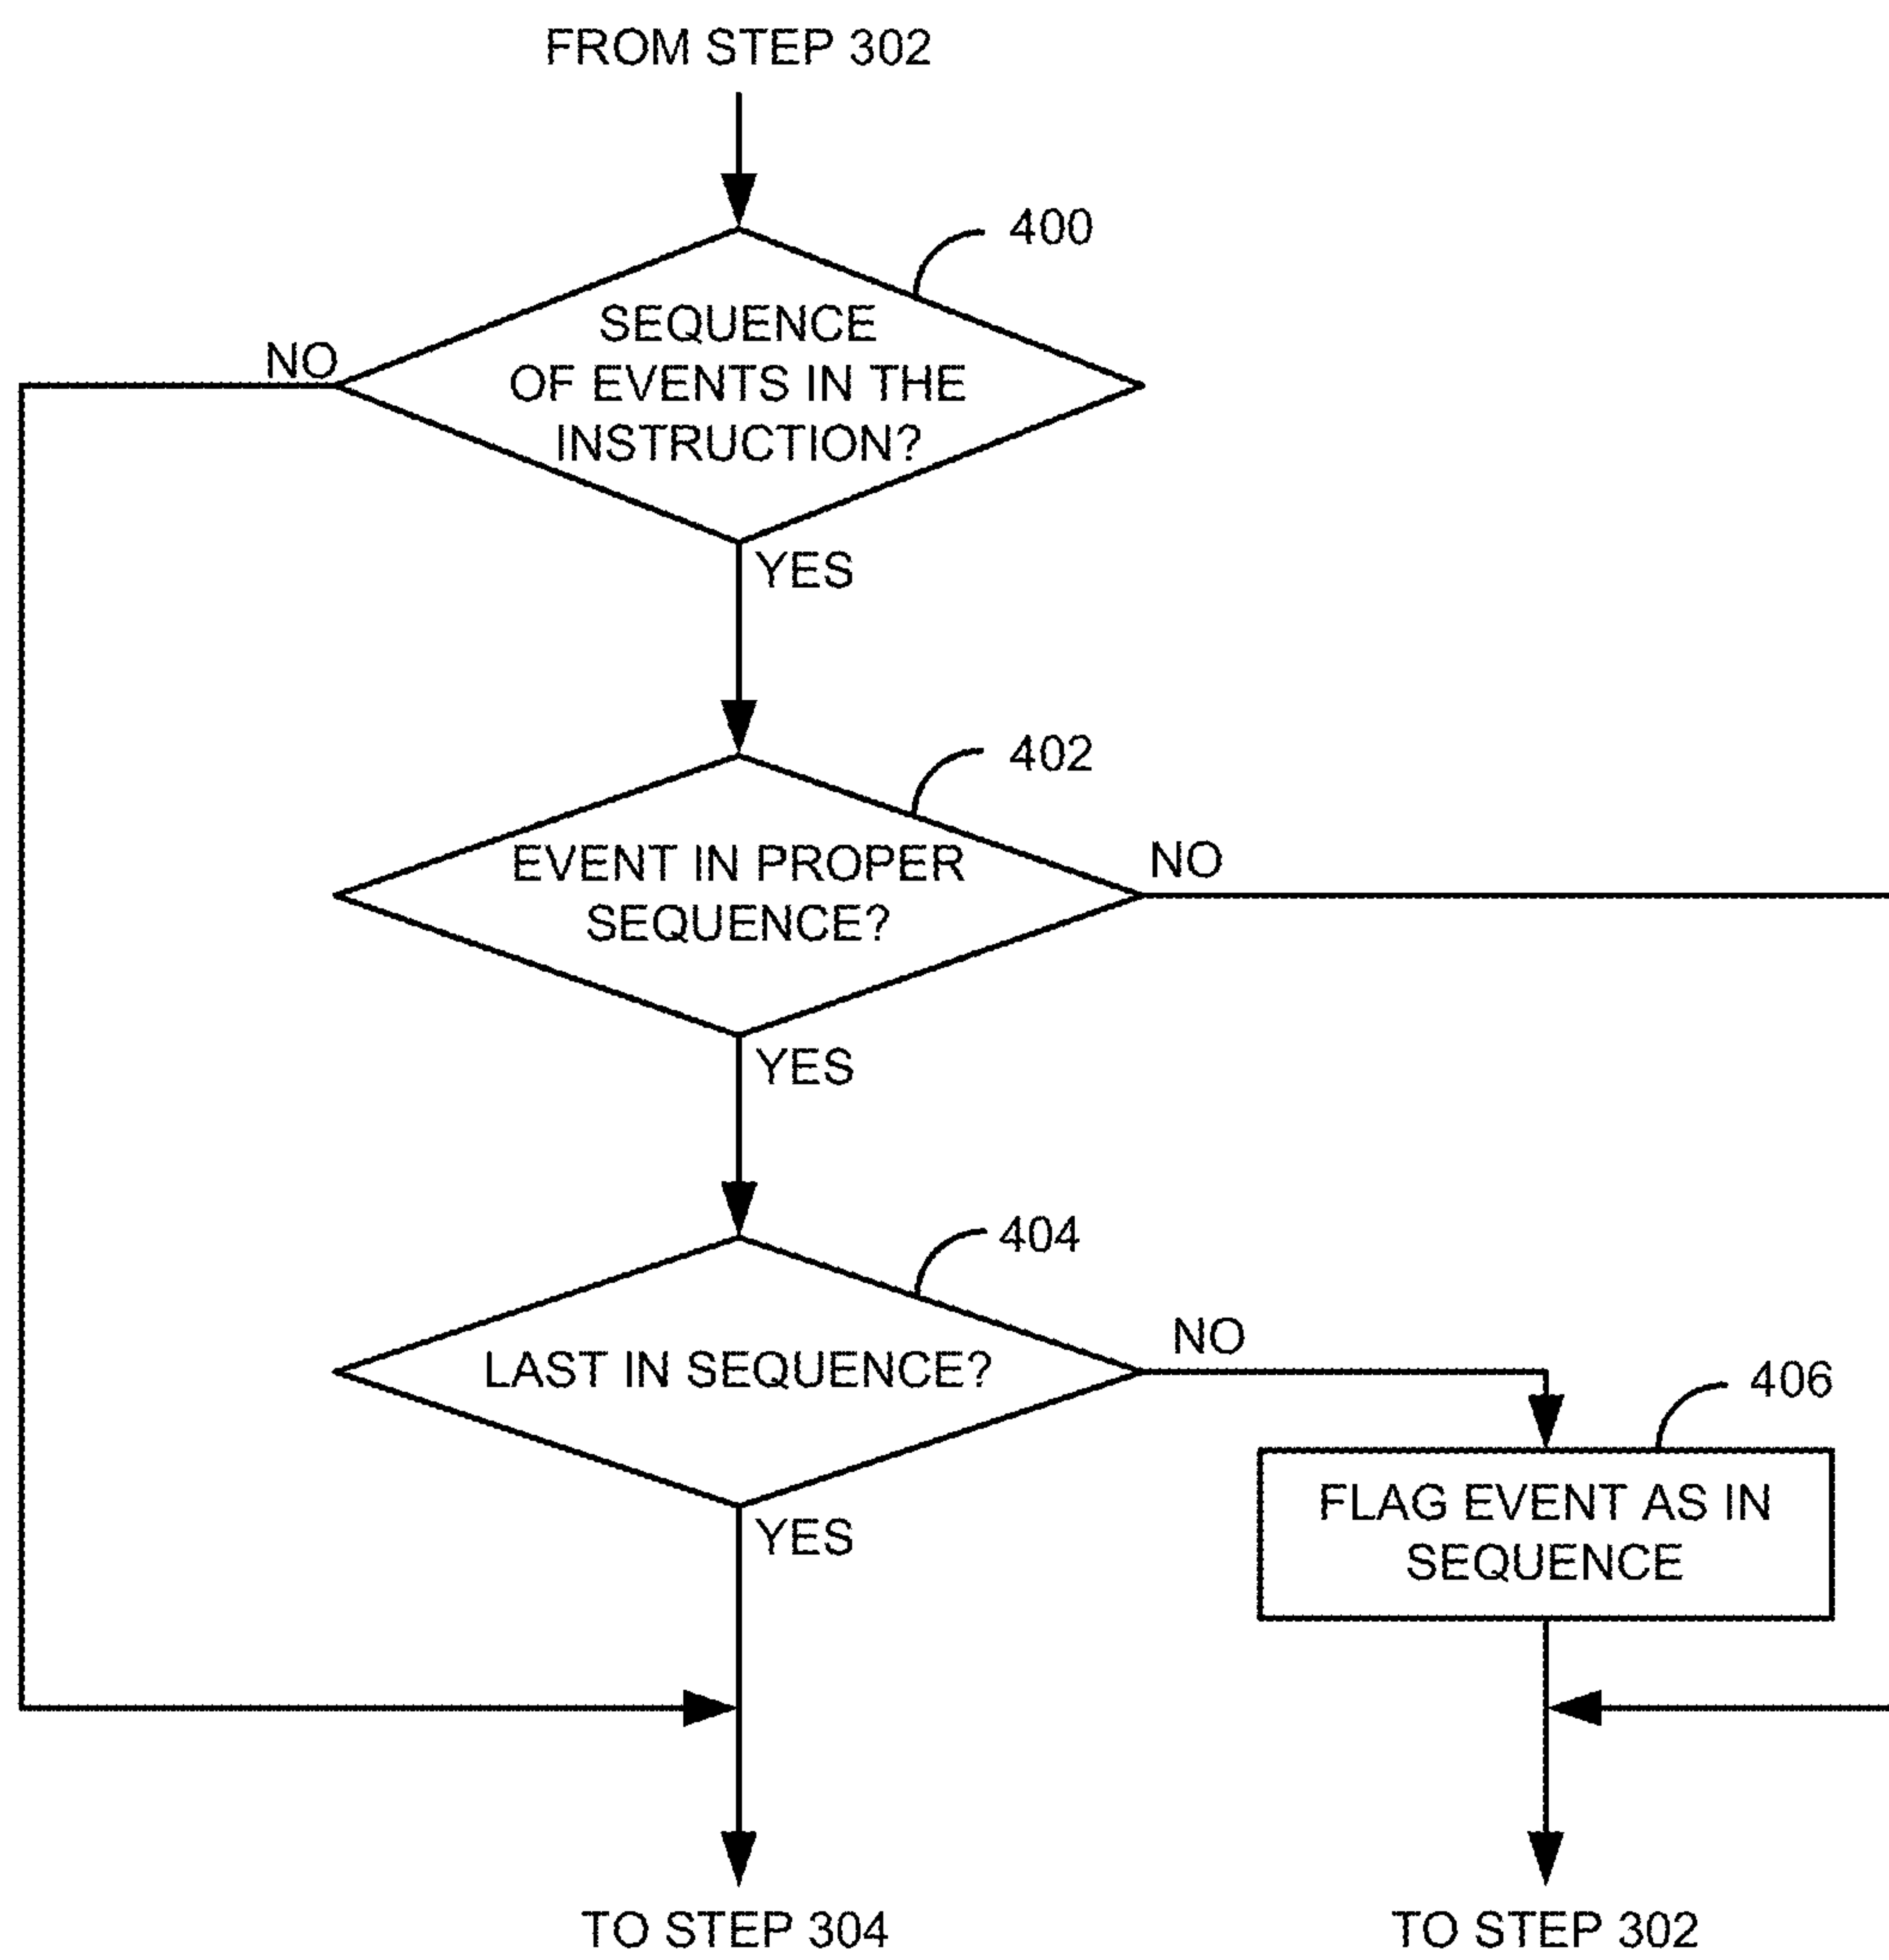 FROM STEP 302
400
SEQUENCE
OF EVENTS IN THE
INSTRUCTION?
NO
YES
402
EVENT IN PROPER
SEQUENCE?
NO
YES
404
LAST IN SEQUENCE?
NO
YES
406
FLAG EVENT AS IN
SEQUENCE
TO STEP 304
TO STEP 302